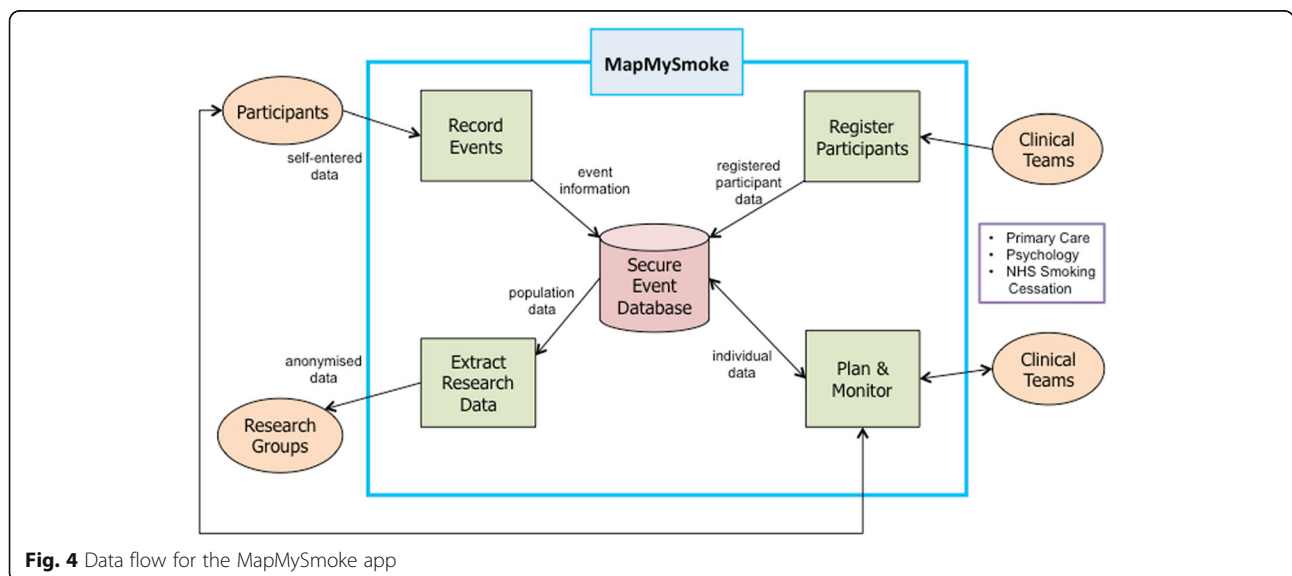 MapMySmoke
Participants
Record
Events
Register
Participants
Clinical
Teams
self-entered
data
event
information
registered
participant
data
• Primary Care
• Psychology
• NHS Smoking
Cessation
Secure
Event
Database
population
data
individual
data
anonymised
data
Extract
Research
Data
Plan &
Monitor
Clinical
Teams
Research
Groups
Fig. 4 Data flow for the MapMySmoke app